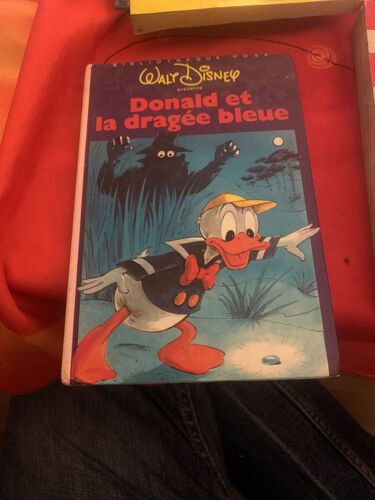 BIBLIOTHÈQUE ROSE
WALT DISNEY
présente
Donald et
la dragée bleue